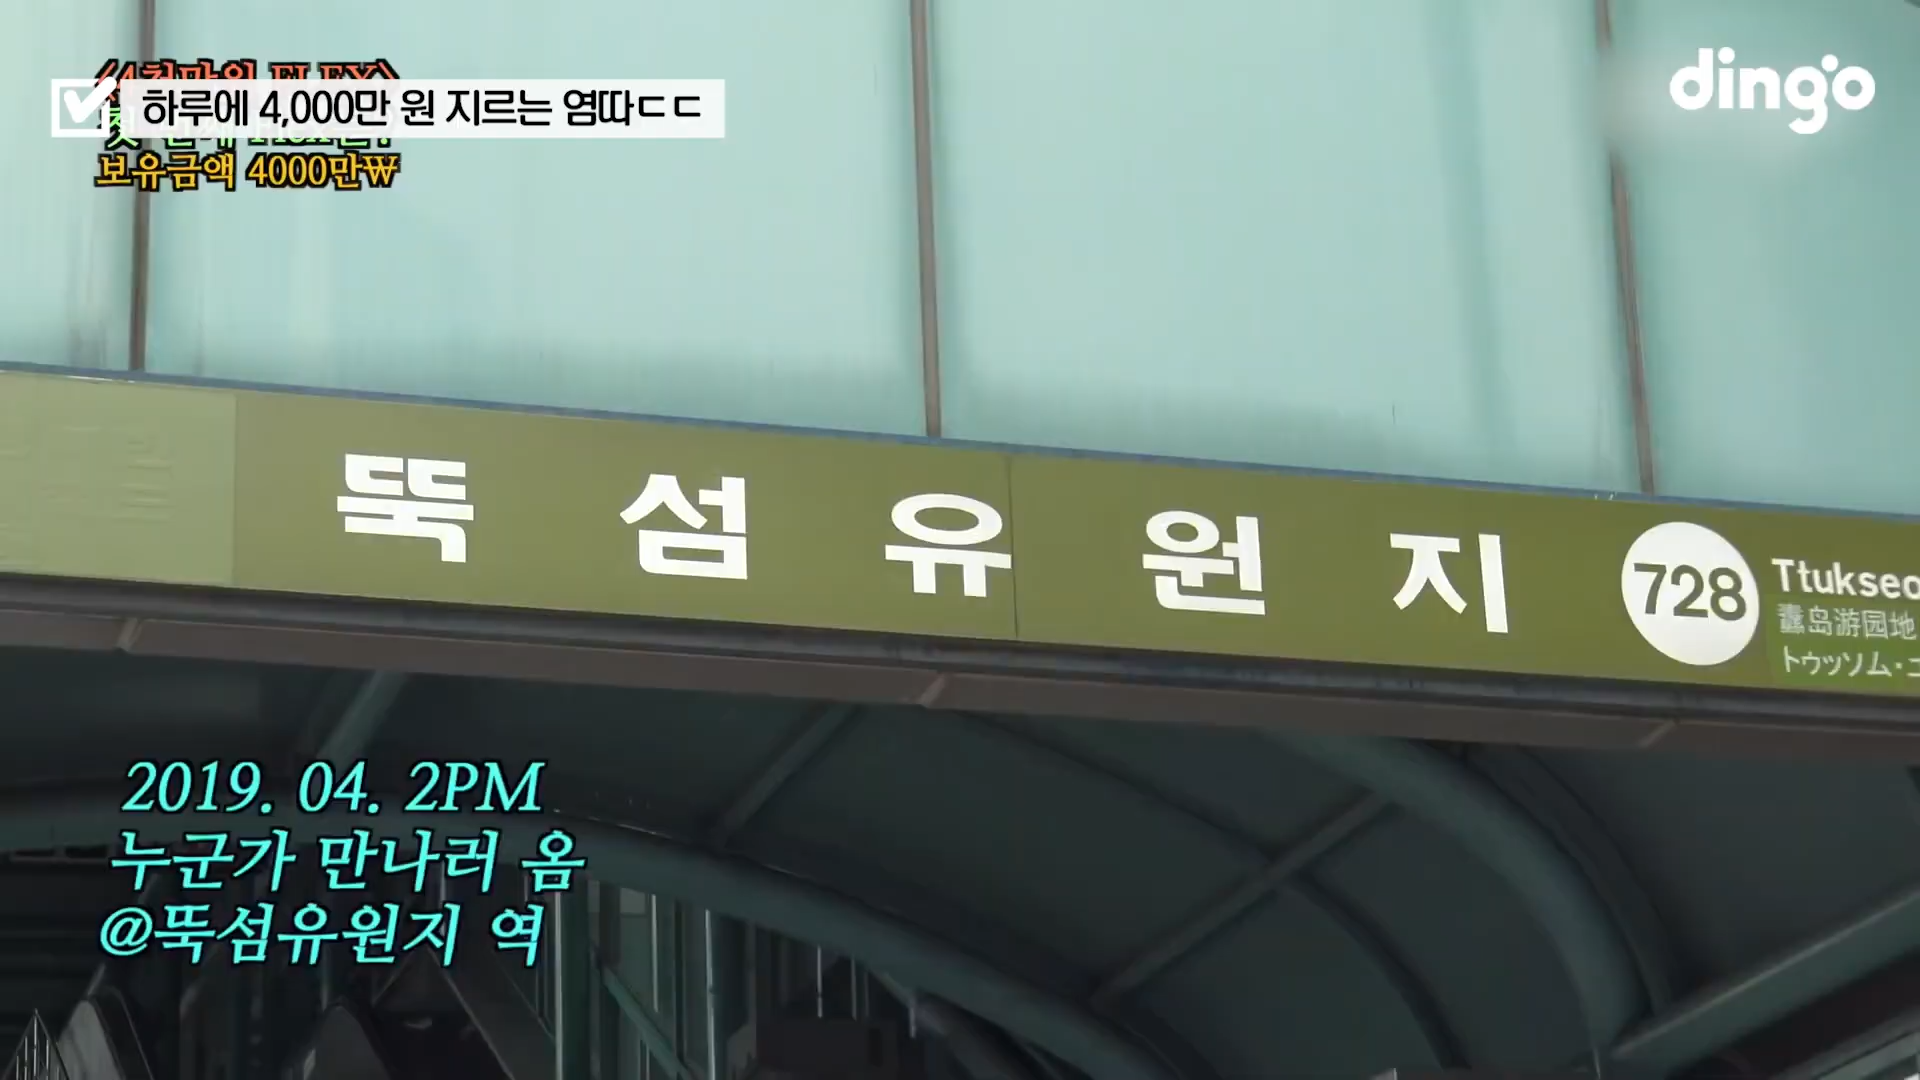 하루에 4,000만 원 지르는 염따ㄷㄷ
보유금액 4000만₩
dingo
뚝섬유원지 728
Ttukseo
뚝岛游园地
トゥッソム·
2019. 04. 2PM
누군가 만나러 옴
@뚝섬유원지 역